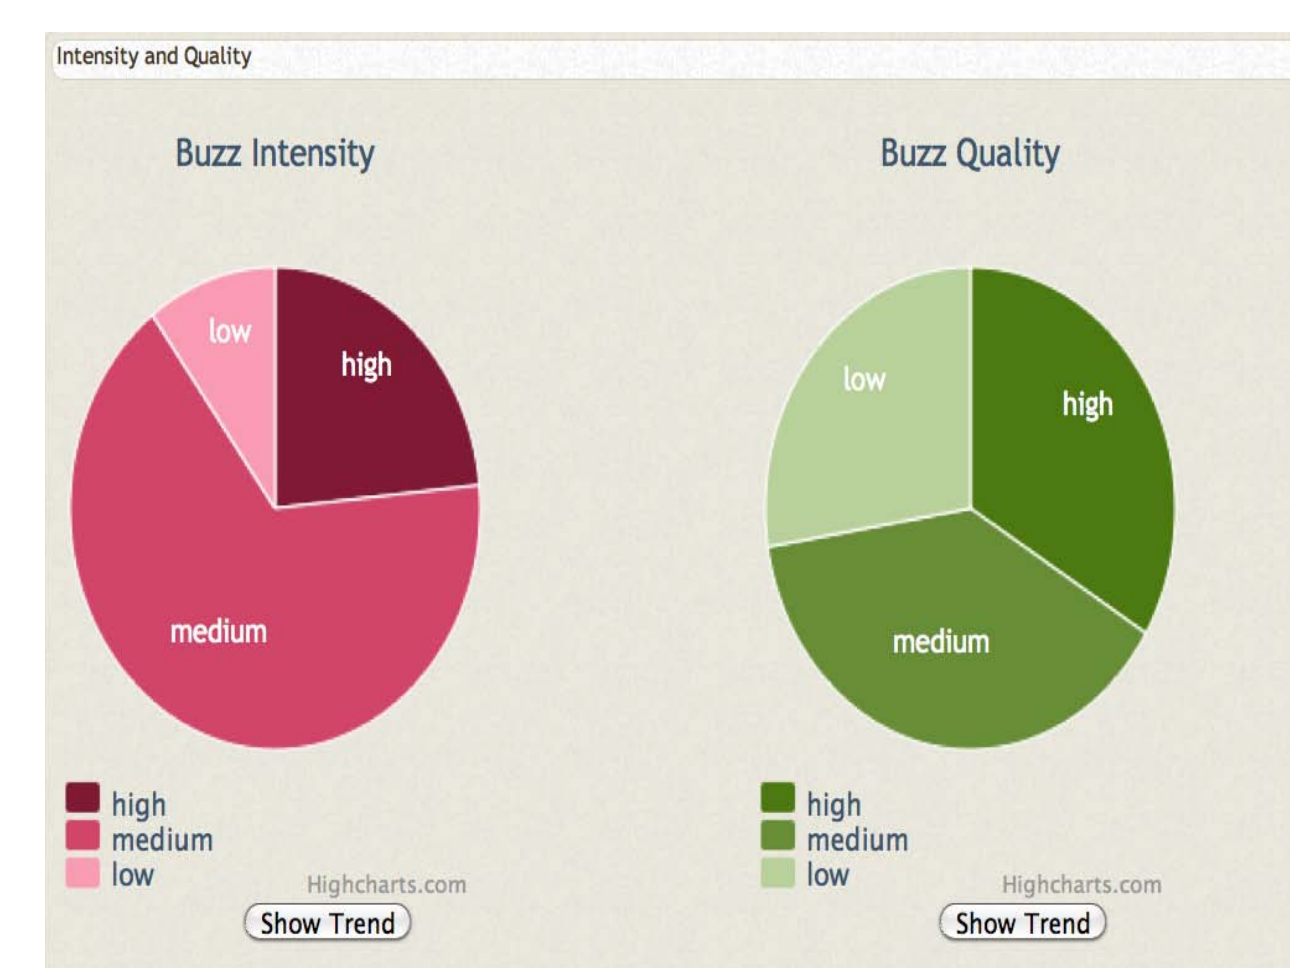 Intensity and Quality
Buzz Intensity
low
high
medium
high
medium
low
Highcharts.com
Show Trend
Buzz Quality
low
high
medium
high
medium
low
Highcharts.com
Show Trend